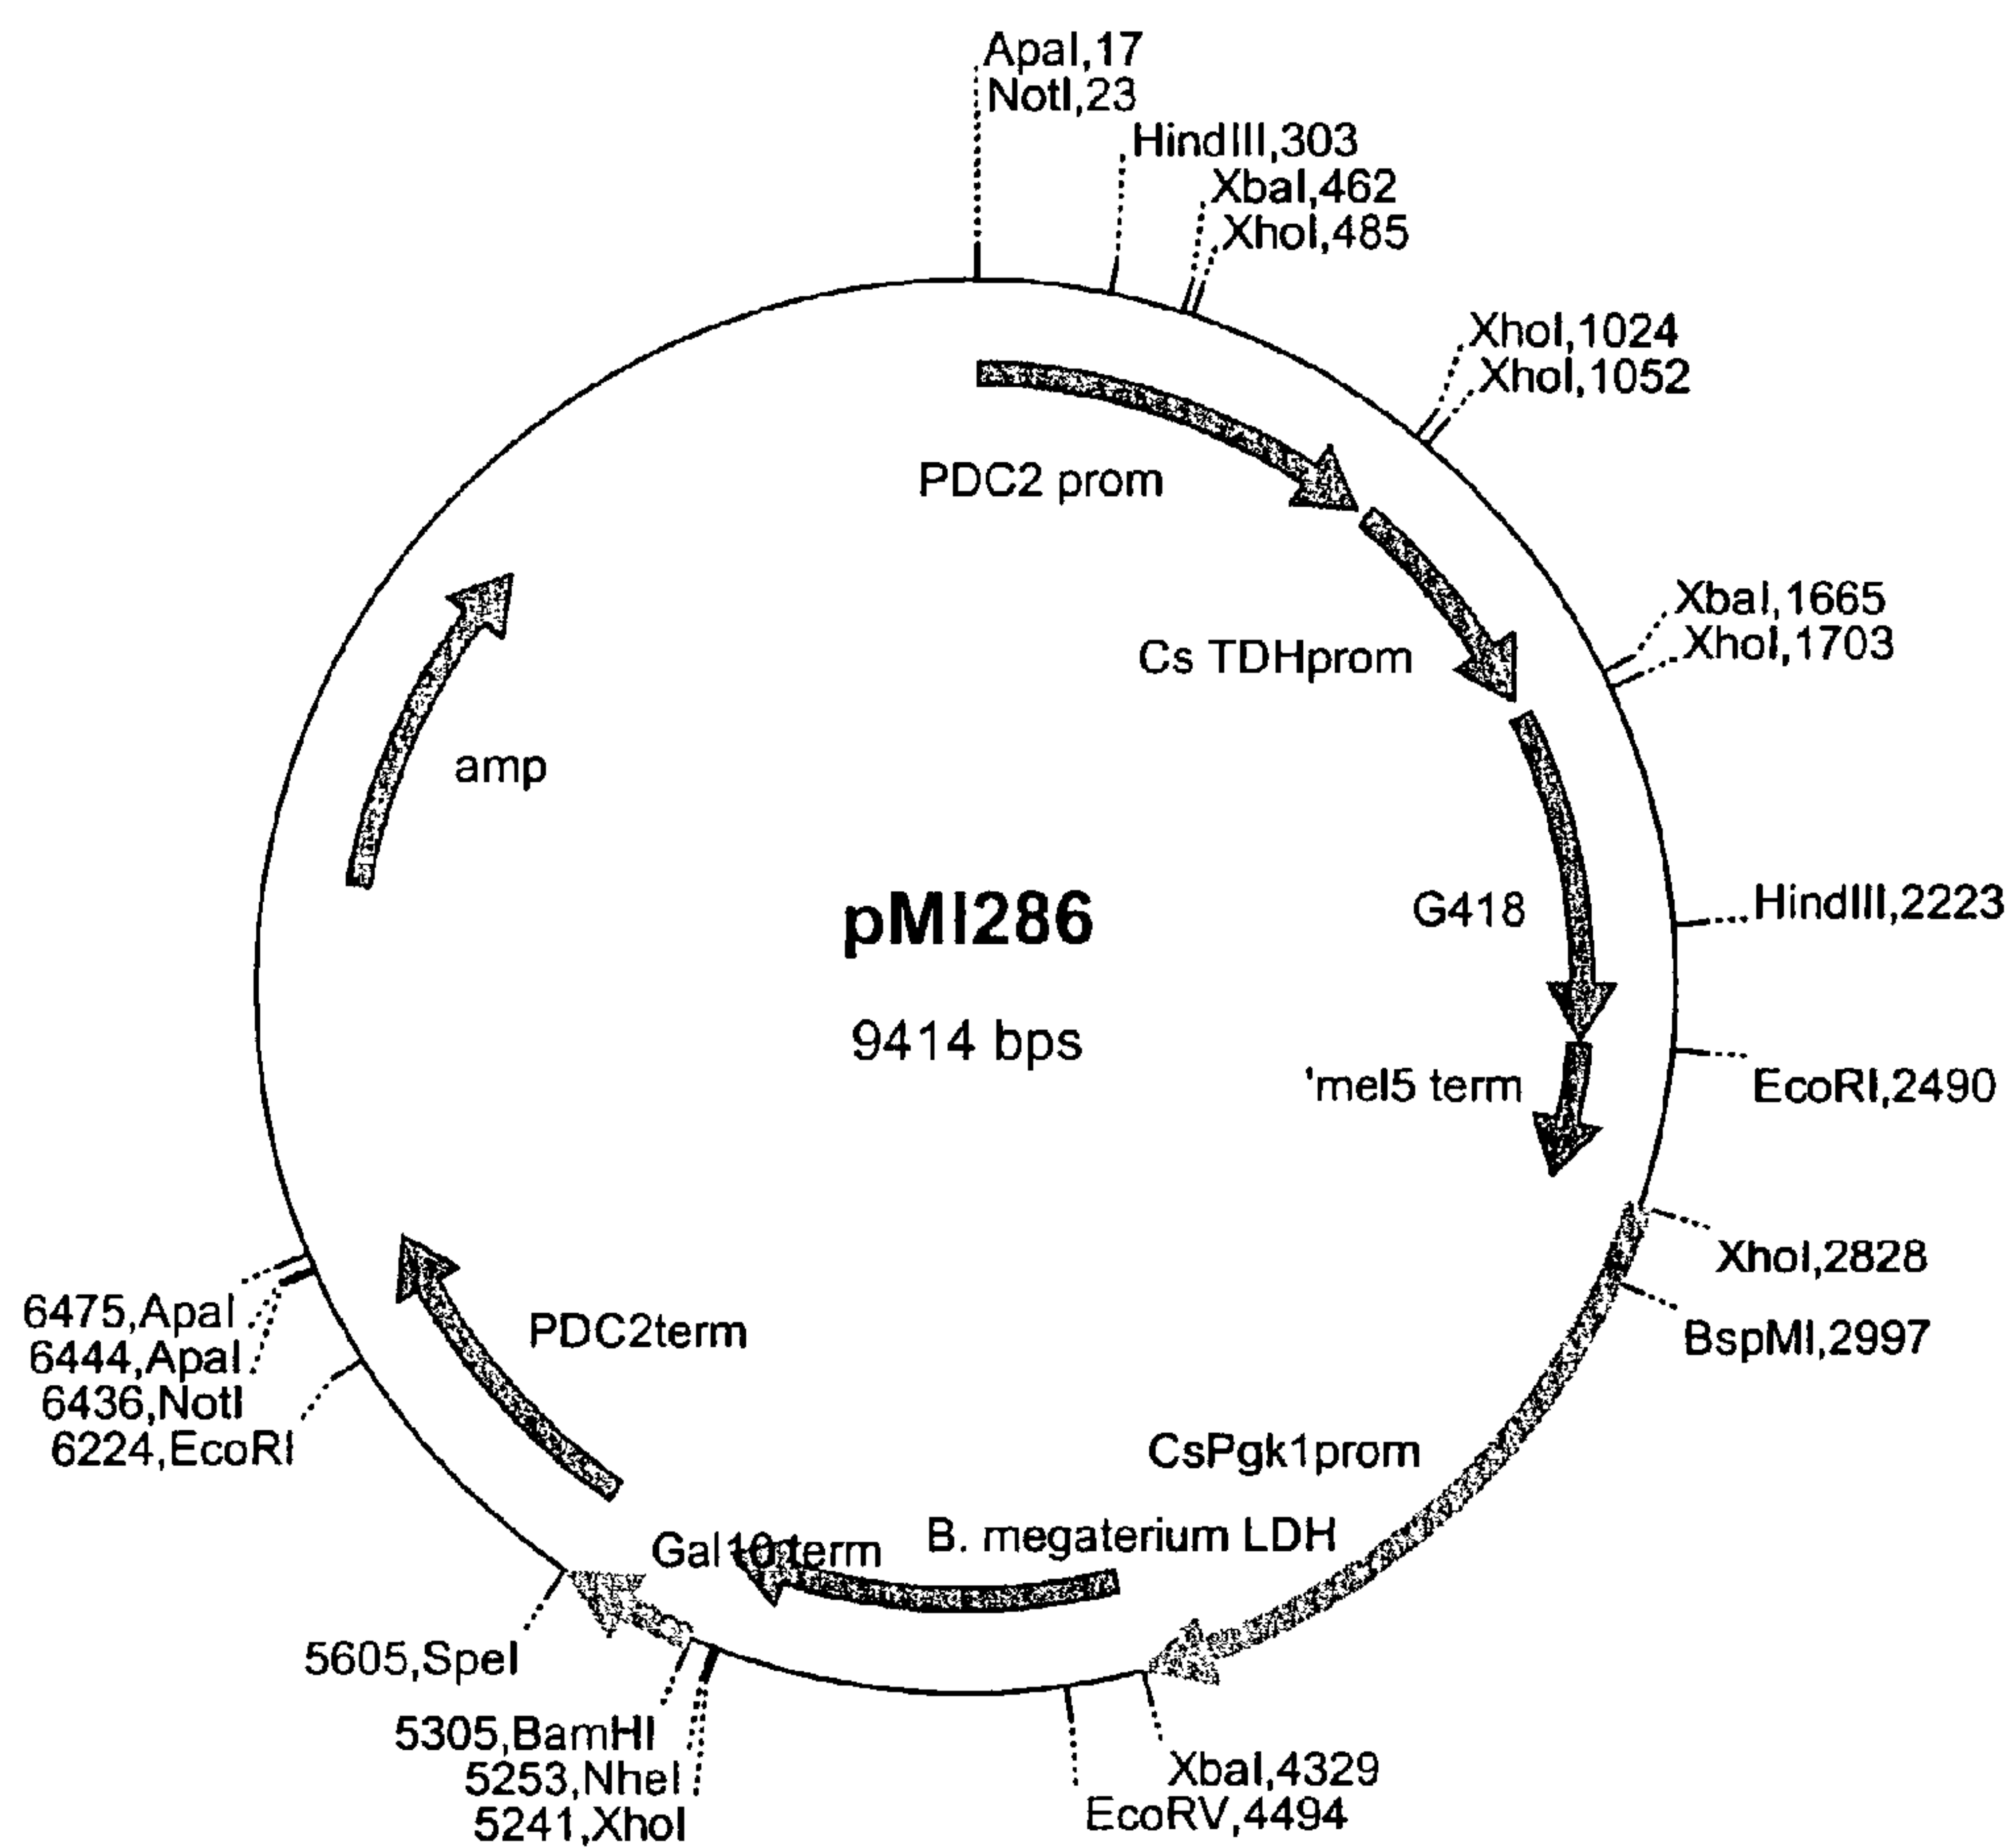 ApaI,17
NotI,23
HindIII,303
XbaI,462
XhoI,485
XhoI,1024
XhoI,1052
PDC2 prom
XbaI,1665
XhoI,1703
Cs TDHprom
amp
pMI286
9414 bps
G418
HindIII,2223
'mel5 term
EcoRI,2490
XhoI,2828
BspMI,2997
6475,ApaI
6444,ApaI
6436,NotI
6224,EcoRI
PDC2term
CsPgk1prom
B. megaterium LDH
Gal10 term
5605,SpeI
5305,BamHI
5253,NheI
5241,XhoI
XbaI,4329
EcoRV,4494